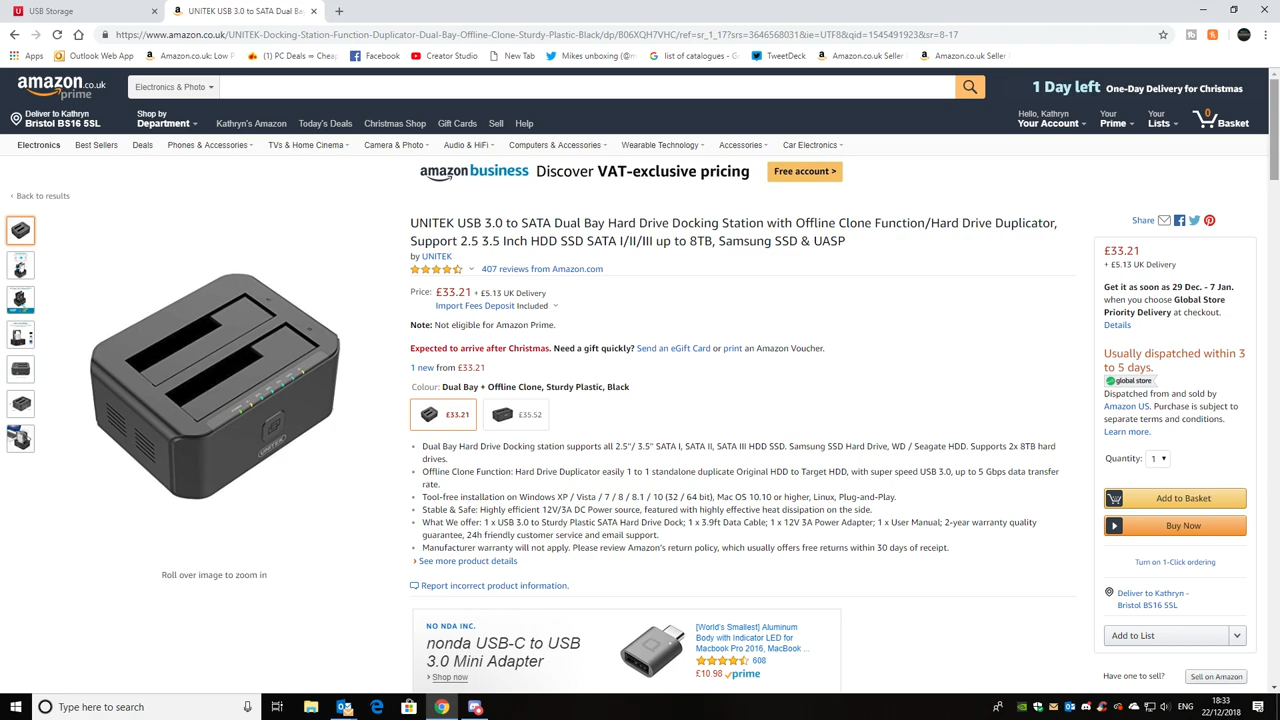 USB Storage
UNITEK USB 3.0 to SATA Dual Ba
https://www.amazon.co.uk/UNITEK-Docking-Station-Function-Duplicator-Dual-Bay-Offline-Clone-Sturdy-Plastic-Black/dp/B06XQH7VHC/ref=sr_1_17?srs=3646568031&ie=UTF8&qid=1545491923&sr=8-17
Apps Outlook Web App Amazon.co.uk: Low P (1) PC Deals = Cheap Facebook Creator Studio New Tab Mikes unboxing (@m list of catalogues - G TweetDeck Amazon.co.uk Seller Amazon.co.uk Seller
amazon.co.uk
prime
Electronics & Photo
1 Day left One-Day Delivery for Christmas
Deliver to Kathryn
Bristol BS16 5SL
Shop by
Department
Kathryn's Amazon Today's Deals Christmas Shop Gift Cards Sell Help
Hello, Kathryn
Your Account
Your
Prime
Your
Lists
0
Basket
Electronics Best Sellers Deals Phones & Accessories TVs & Home Cinema Camera & Photo Audio & HiFi Computers & Accessories Wearable Technology Accessories Car Electronics
amazon business Discover VAT-exclusive pricing Free account >
‹ Back to results
UNITEK USB 3.0 to SATA Dual Bay Hard Drive Docking Station with Offline Clone Function/Hard Drive Duplicator,
Support 2.5 3.5 Inch HDD SSD SATA I/II/III up to 8TB, Samsung SSD & UASP
by UNITEK
407 reviews from Amazon.com
Price: £33.21 + £5.13 UK Delivery
Import Fees Deposit Included
Note: Not eligible for Amazon Prime.
Expected to arrive after Christmas. Need a gift quickly? Send an eGift Card or print an Amazon Voucher.
1 new from £33.21
Colour: Dual Bay + Offline Clone, Sturdy Plastic, Black
£33.21
£35.52
• Dual Bay Hard Drive Docking station supports all 2.5"/ 3.5" SATA I, SATA II, SATA III HDD SSD. Samsung SSD Hard Drive, WD / Seagate HDD. Supports 2x 8TB hard
drives.
• Offline Clone Function: Hard Drive Duplicator easily 1 to 1 standalone duplicate Original HDD to Target HDD, with super speed USB 3.0, up to 5 Gbps data transfer
rate.
• Tool-free installation on Windows XP / Vista / 7 / 8 / 8.1 / 10 (32 / 64 bit), Mac OS 10.10 or higher, Linux, Plug-and-Play.
• Stable & Safe: Highly efficient 12V/3A DC Power source, featured with highly effective heat dissipation on the side.
• What We offer: 1 x USB 3.0 to Sturdy Plastic SATA Hard Drive Dock; 1 x 3.9ft Data Cable; 1 x 12V 3A Power Adapter; 1 x User Manual; 2-year warranty quality
guarantee, 24h friendly customer service and email support.
• Manufacturer warranty will not apply. Please review Amazon's return policy, which usually offers free returns within 30 days of receipt.
› See more product details
Report incorrect product information.
UNITEK
Roll over image to zoom in
NO NDA INC.
nonda USB-C to USB
3.0 Mini Adapter
› Shop now
[World's Smallest] Aluminum
Body with Indicator LED for
Macbook Pro 2016, MacBook ...
608
£10.98 prime
Share
£33.21
+ £5.13 UK Delivery
Get it as soon as 29 Dec. - 7 Jan.
when you choose Global Store
Priority Delivery at checkout.
Details
Usually dispatched within 3
to 5 days.
global store
Dispatched from and sold by
Amazon US. Purchase is subject to
separate terms and conditions.
Learn more.
Quantity: 1
Add to Basket
Buy Now
Turn on 1-Click ordering
Deliver to Kathryn -
Bristol BS16 5SL
Add to List
Have one to sell? Sell on Amazon
Type here to search
ENG
18:33
22/12/2018